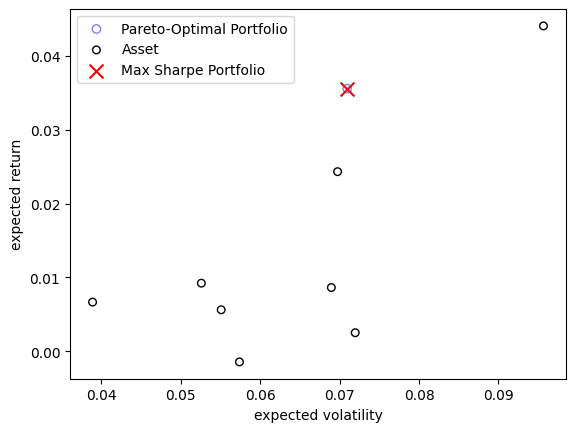 Pareto-Optimal Portfolio
Asset
Max Sharpe Portfolio
0.04
0.03
0.02
0.01
0.00
expected return
0.04
0.05
0.06
0.07
0.08
0.09
expected volatility